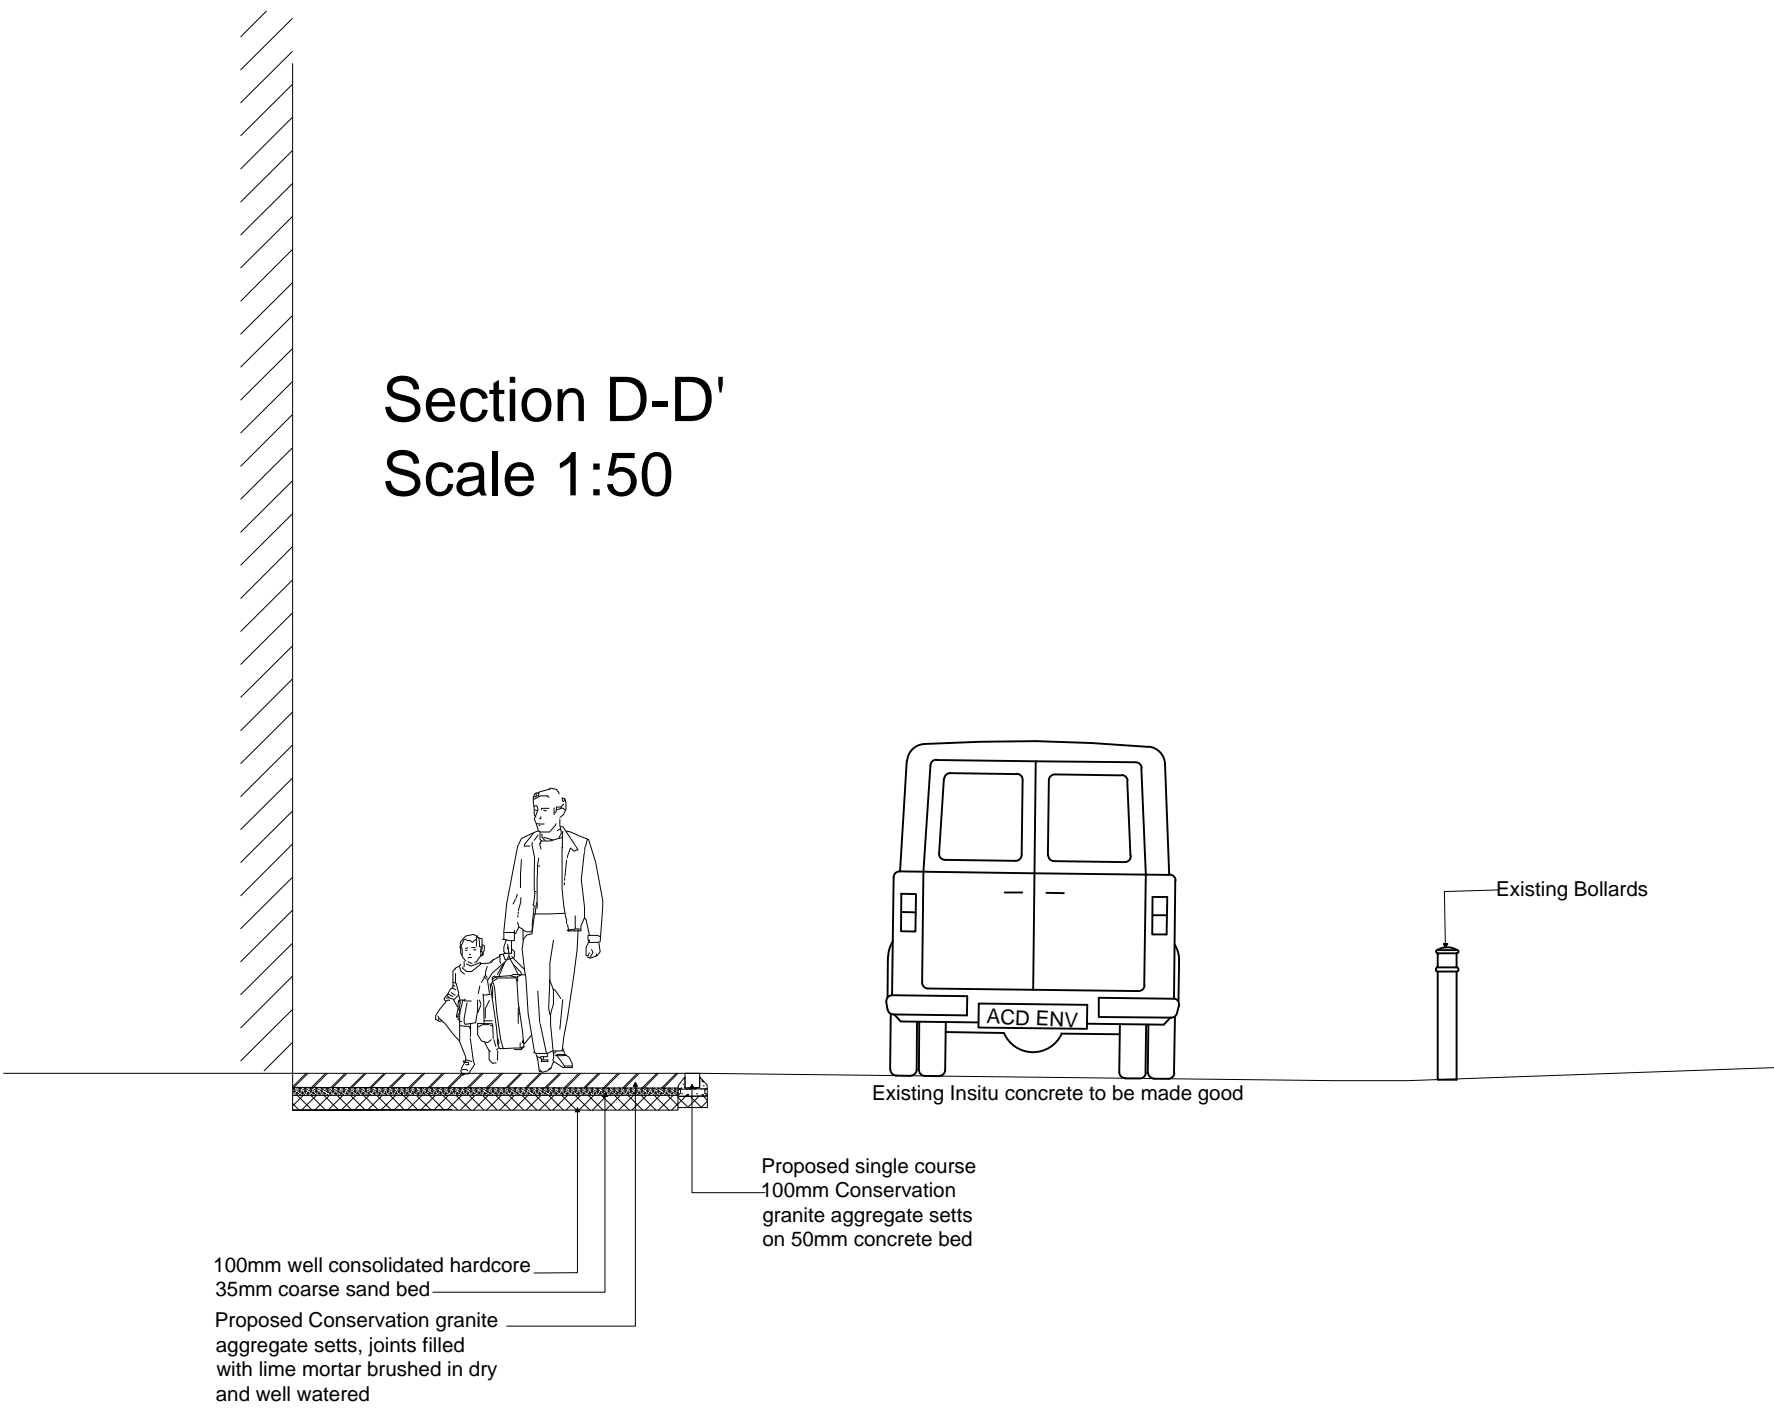 Section D-D'
Scale 1:50
Existing Bollards
ACD ENV
Existing Insitu concrete to be made good
Proposed single course
100mm Conservation
granite aggregate setts
on 50mm concrete bed
100mm well consolidated hardcore
35mm coarse sand bed
Proposed Conservation granite
aggregate setts, joints filled
with lime mortar brushed in dry
and well watered